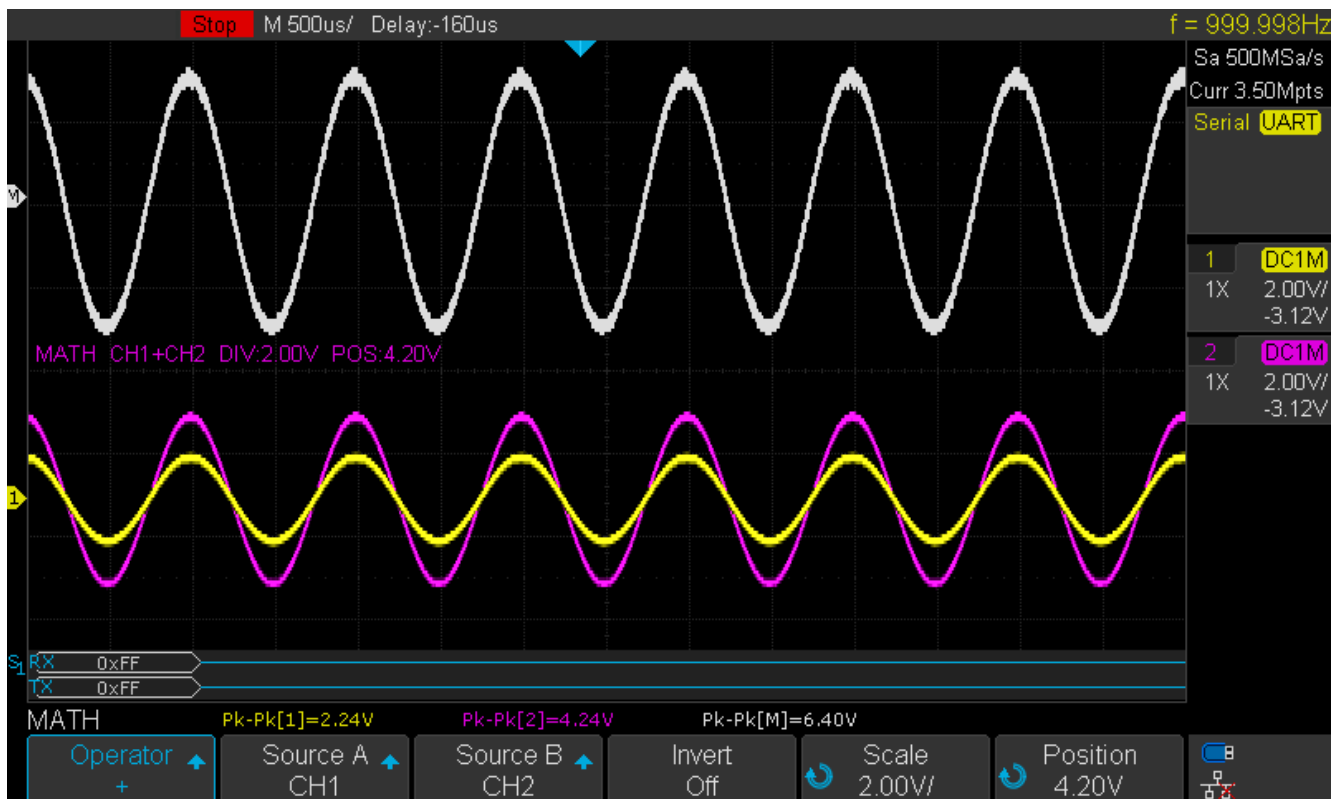 Stop M 500us/ Delay:-160us f = 999.998Hz
Sa 500MSa/s
Curr 3.50Mpts
Serial UART
M
1 DC1M
1X 2.00V/
-3.12V
MATH CH1+CH2 DIV:2.00V POS:4.20V
2 DC1M
1X 2.00V/
-3.12V
1
S1 RX 0xFF
TX 0xFF
MATH Pk-Pk[1]=2.24V Pk-Pk[2]=4.24V Pk-Pk[M]=6.40V
Operator Source A Source B Invert Scale Position
+ CH1 CH2 Off 2.00V/ 4.20V